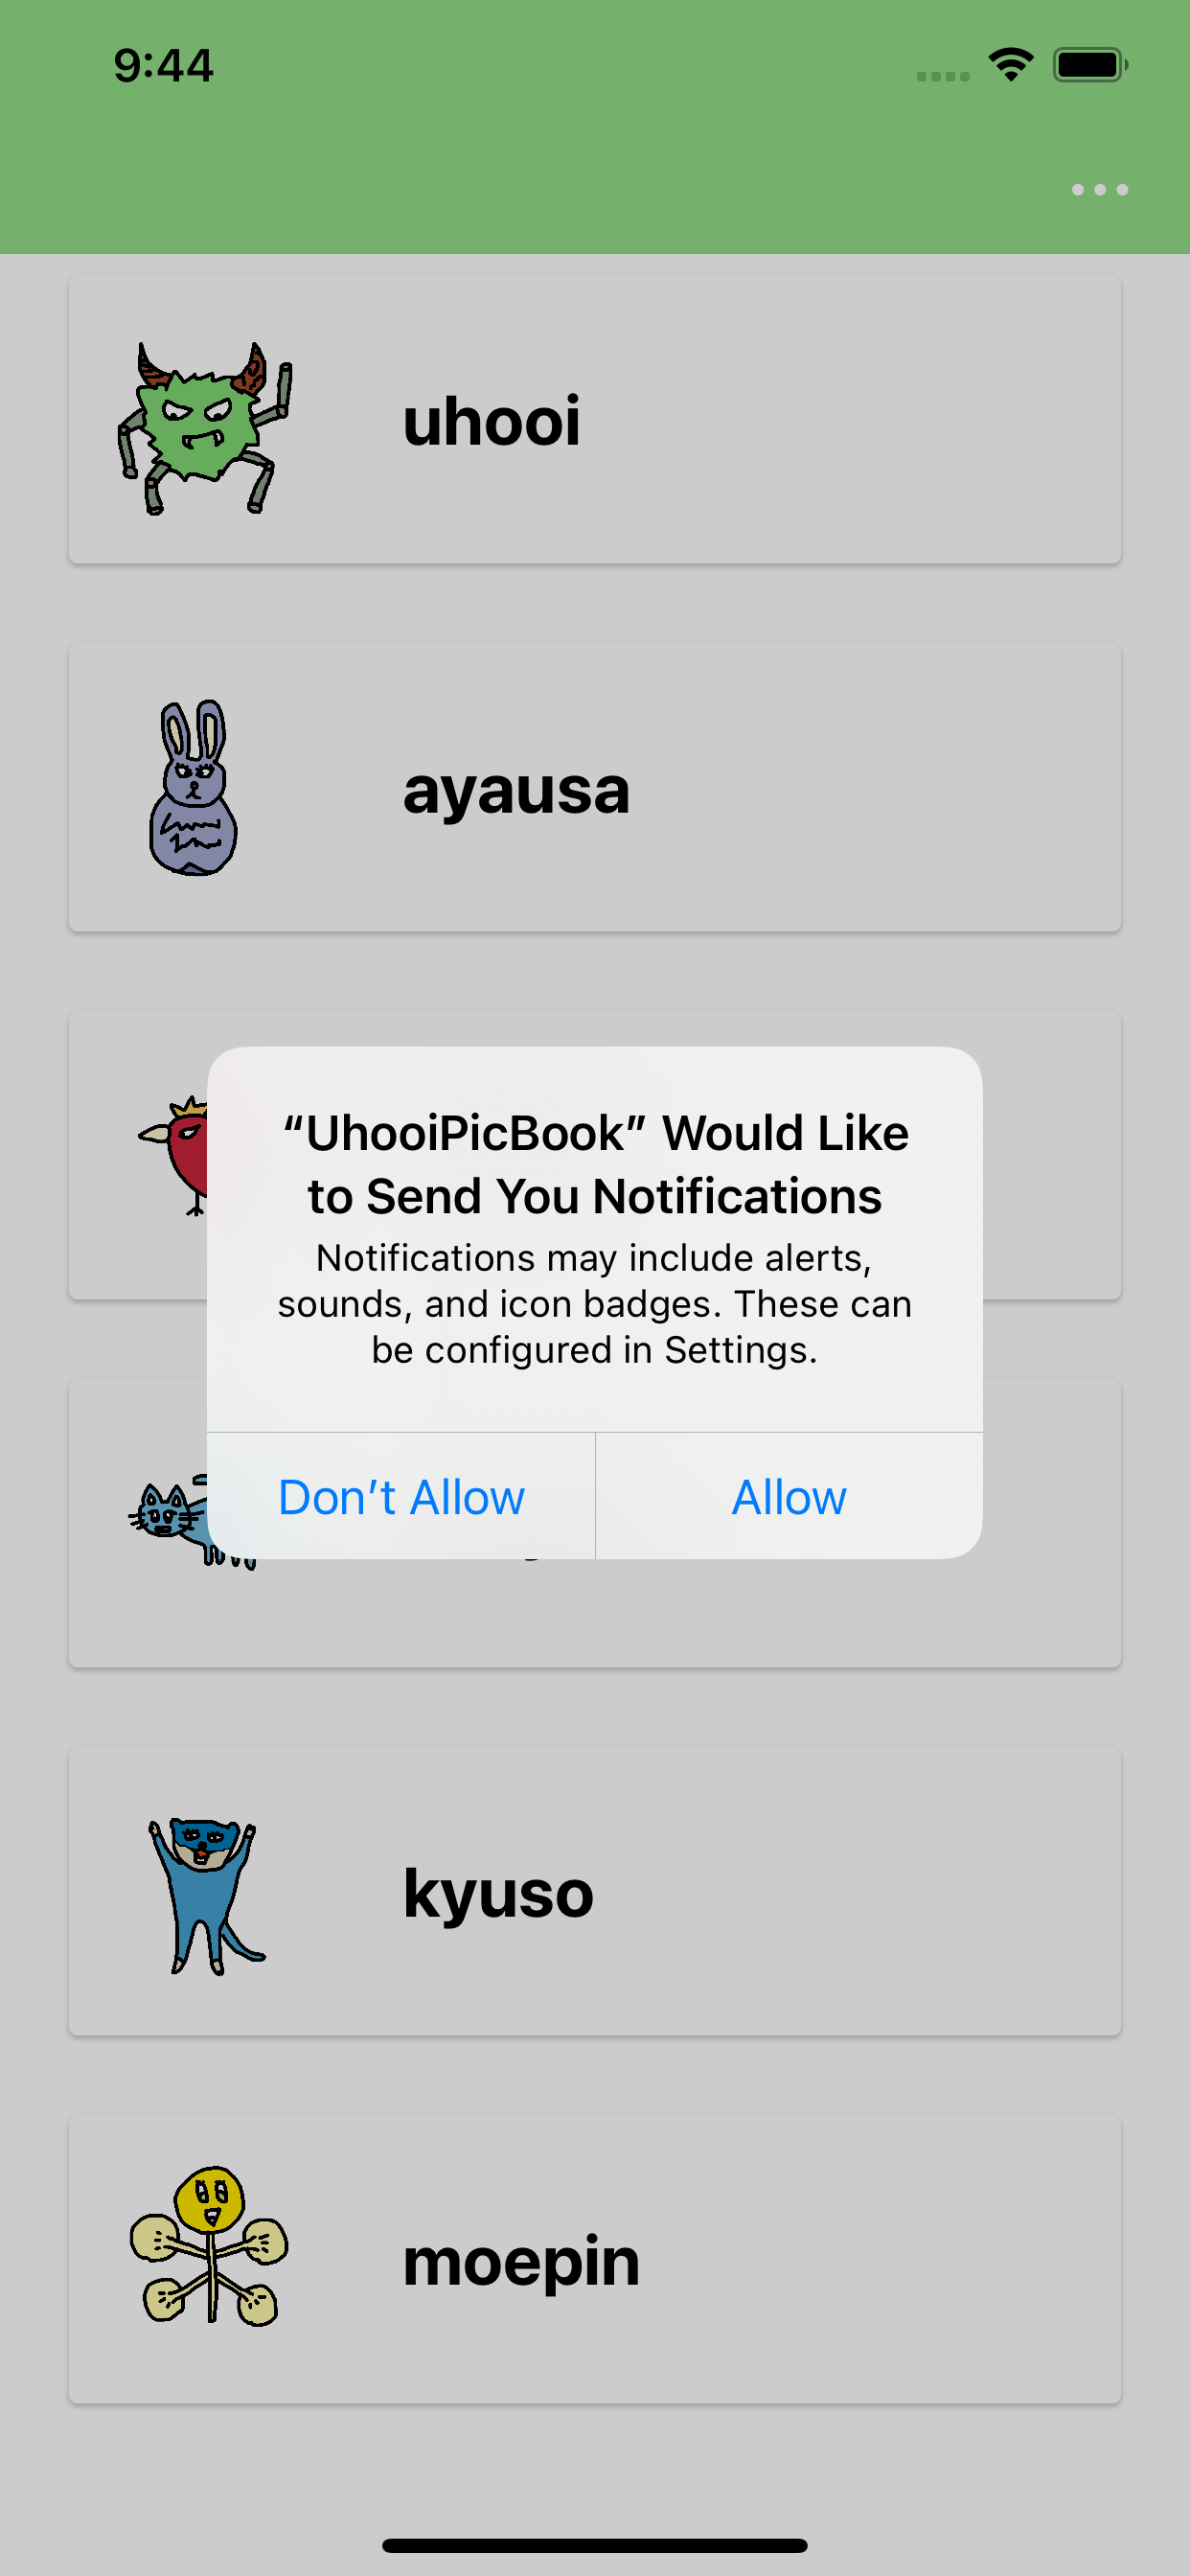 9:44
uhooi
ayausa
“UhooiPicBook” Would Like
to Send You Notifications
Notifications may include alerts,
sounds, and icon badges. These can
be configured in Settings.
Don’t Allow
Allow
kyuso
moepin